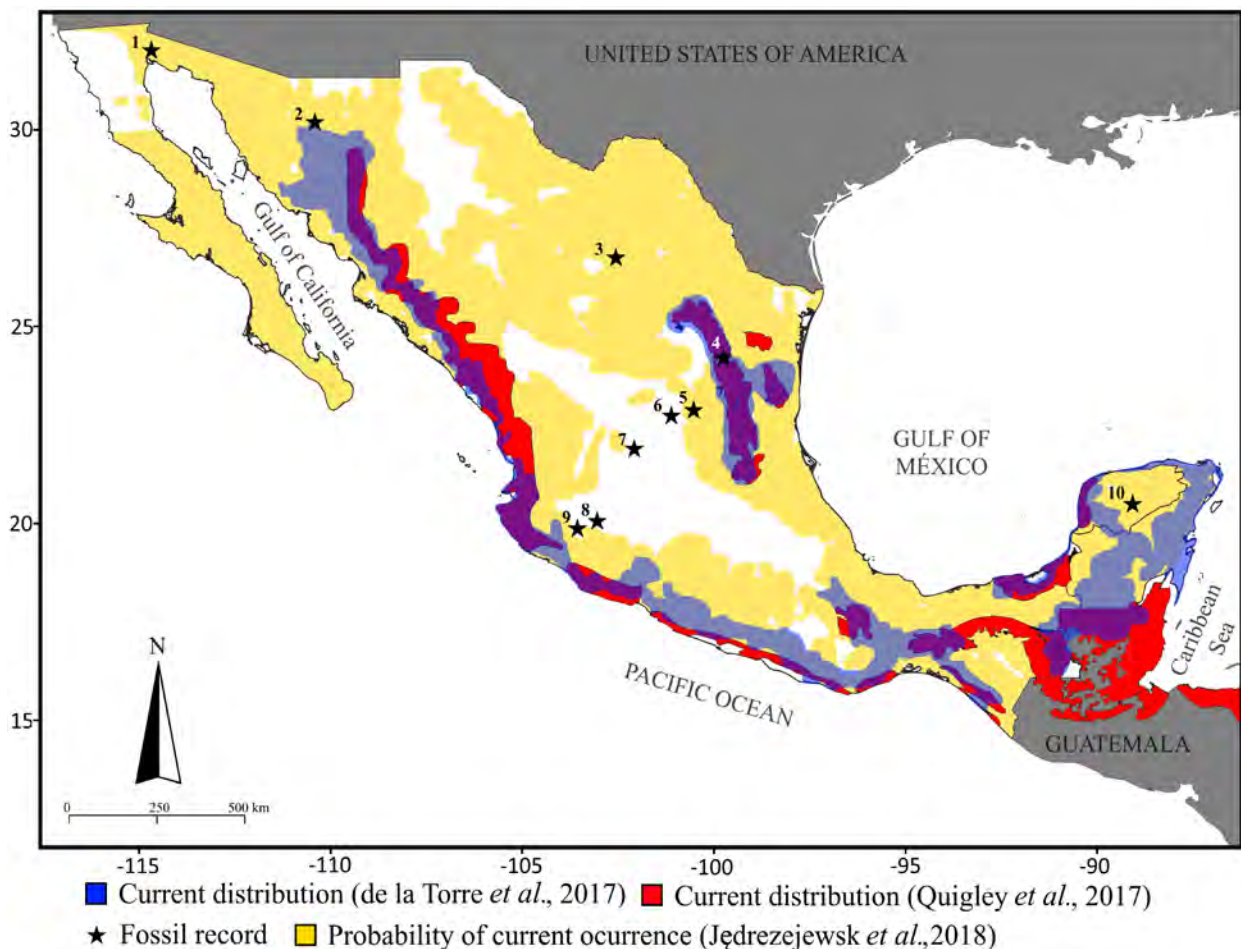 UNITED STATES OF AMERICA
1
2
30
Gulf of California
3
25
4
5
6
7
GULF OF
MÉXICO
10
20
9
8
Caribbean
Sea
N
PACIFIC OCEAN
15
GUATEMALA
0 250 500 km
-115 -110 -105 -100 -95 -90
Current distribution (de la Torre et al., 2017) Current distribution (Quigley et al., 2017)
Fossil record Probability of current ocurrence (Jędrezejewsk et al.,2018)